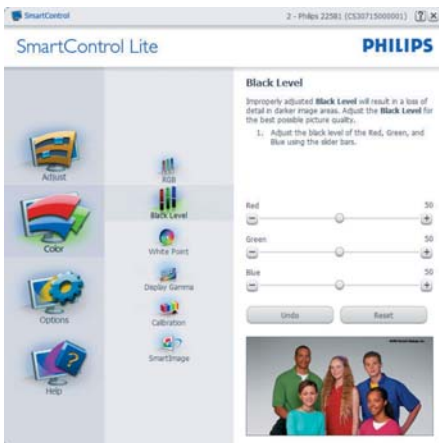 SmartControl
2 - Philips 225B1 (CS30715000001)
SmartControl Lite
PHILIPS
Adjust
Color
Options
Help
RGB
Black Level
White Point
Display Gamma
Calibration
SmartImage
Black Level
Improperly adjusted Black Level will result in a loss of
detail in darker image areas. Adjust the Black Level for
the best possible picture quality.
1. Adjust the black level of the Red, Green, and
Blue using the slider bars.
Red 50
Green 50
Blue 50
Undo Reset